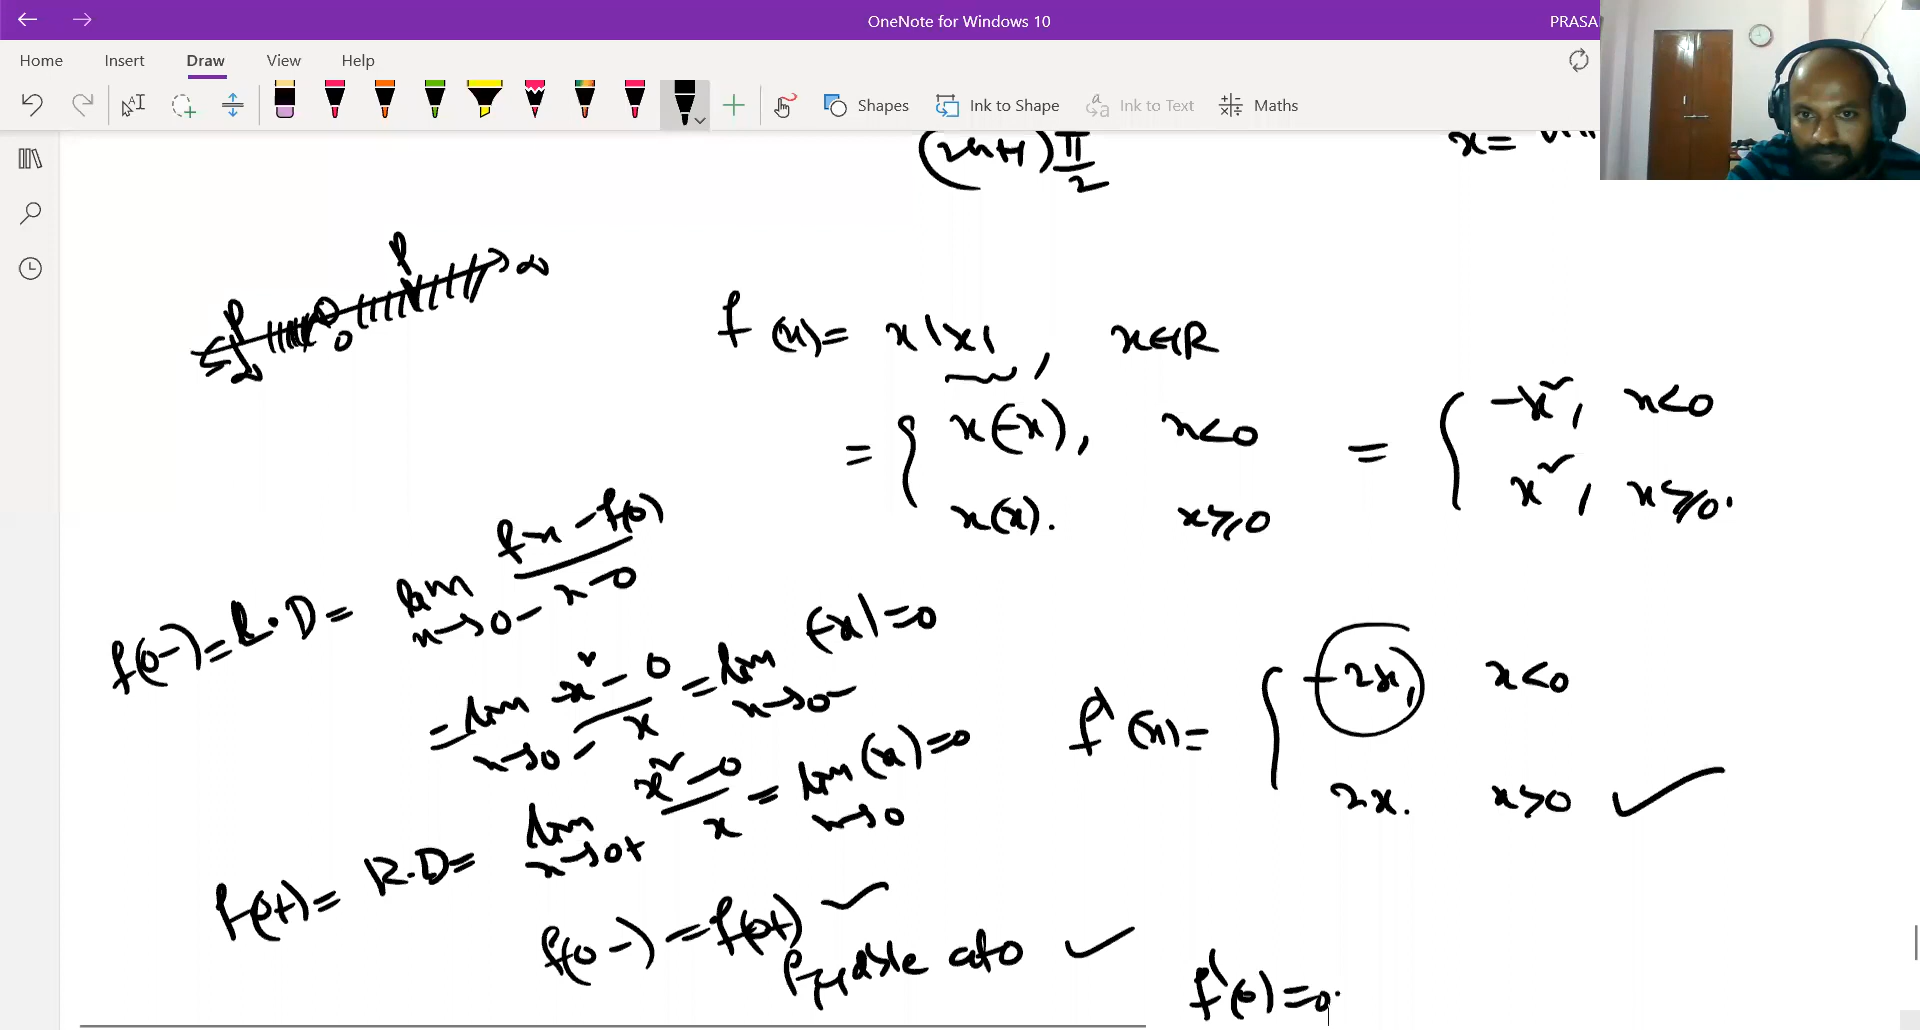 OneNote for Windows 10
PRASA
Home Insert Draw View Help
Shapes Ink to Shape Ink to Text Maths
(2n+1) π/2
x=
∞
0
f(x)= x|x|, x∈R
= { x(-x), x<0
x(x). x≥0
= { -x², x<0
x², x≥0.
f(0-) = L.D = lim x→0- f x - f(0) / x-0
= lim x→0- -x² - 0 / x = lim x→0- (-x) = 0
f(0+) = R.D = lim x→0+ x² - 0 / x = lim x→0 (x) = 0
f(0-) = f(0+) ✓
at 0 ✓
f'(x) = { -2x, x<0
2x. x>0 ✓
f'(0) = 0.